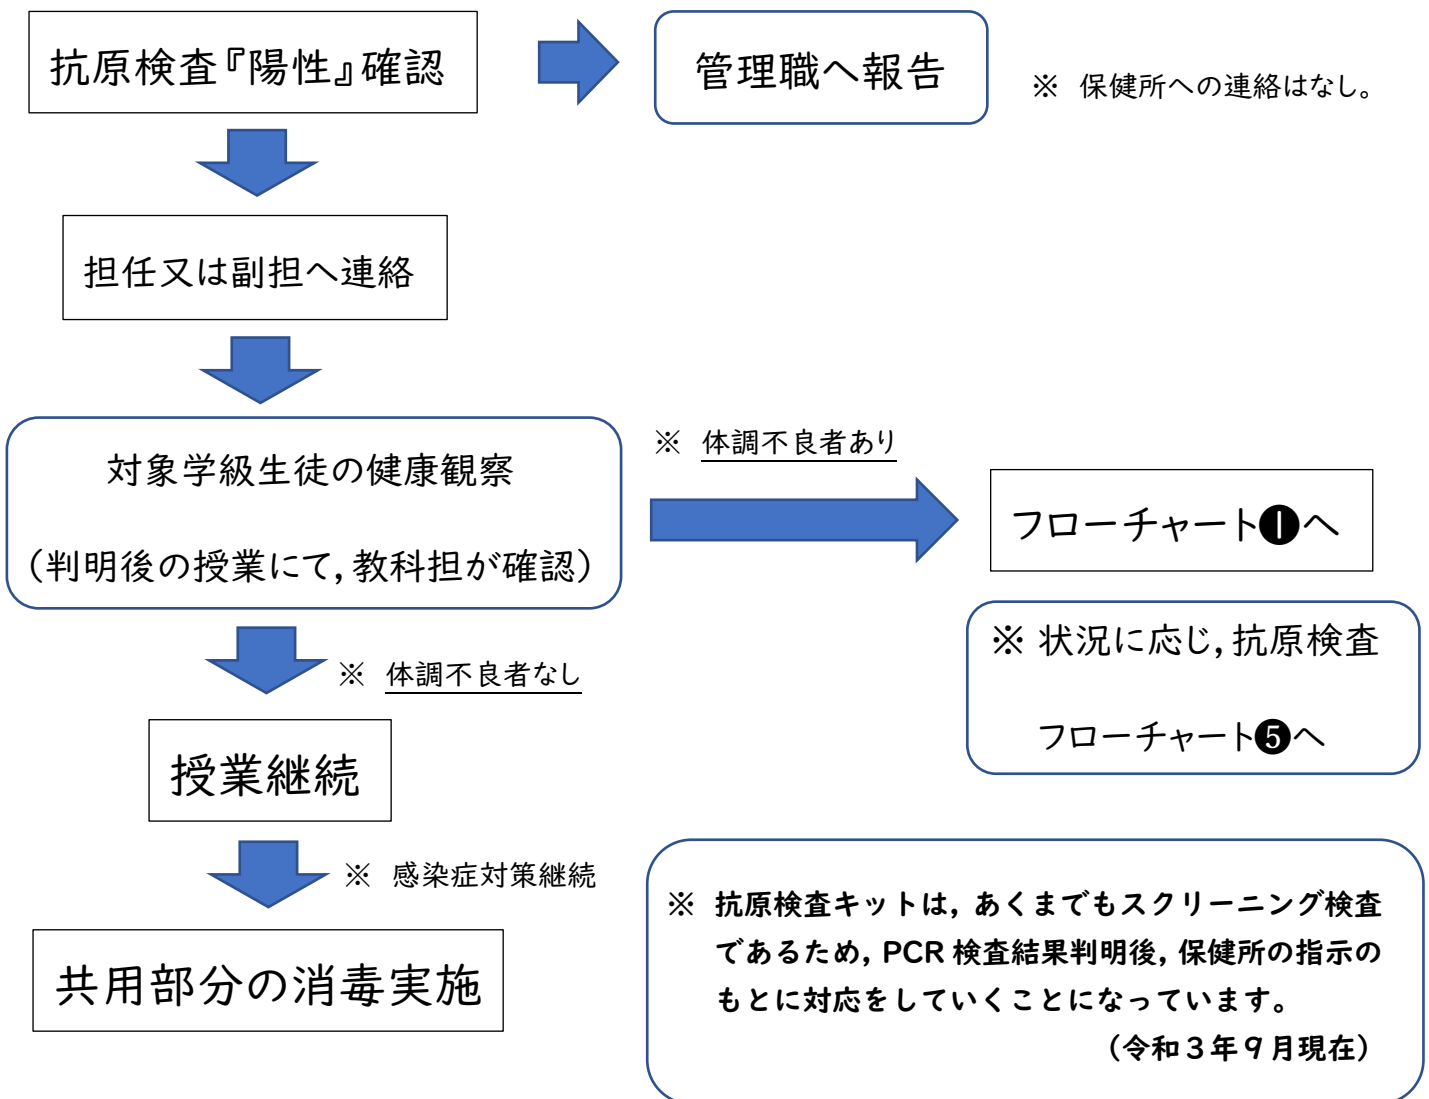 抗原検査『陽性』確認
管理職へ報告
※ 保健所への連絡はなし。
担任又は副担へ連絡
対象学級生徒の健康観察
(判明後の授業にて,教科担が確認)
※ 体調不良者あり
フローチャート❶へ
※ 状況に応じ,抗原検査
フローチャート❺へ
※ 体調不良者なし
授業継続
※ 感染症対策継続
共用部分の消毒実施
※ 抗原検査キットは,あくまでもスクリーニング検査
であるため,PCR検査結果判明後,保健所の指示の
もとに対応をしていくことになっています。
(令和3年9月現在)